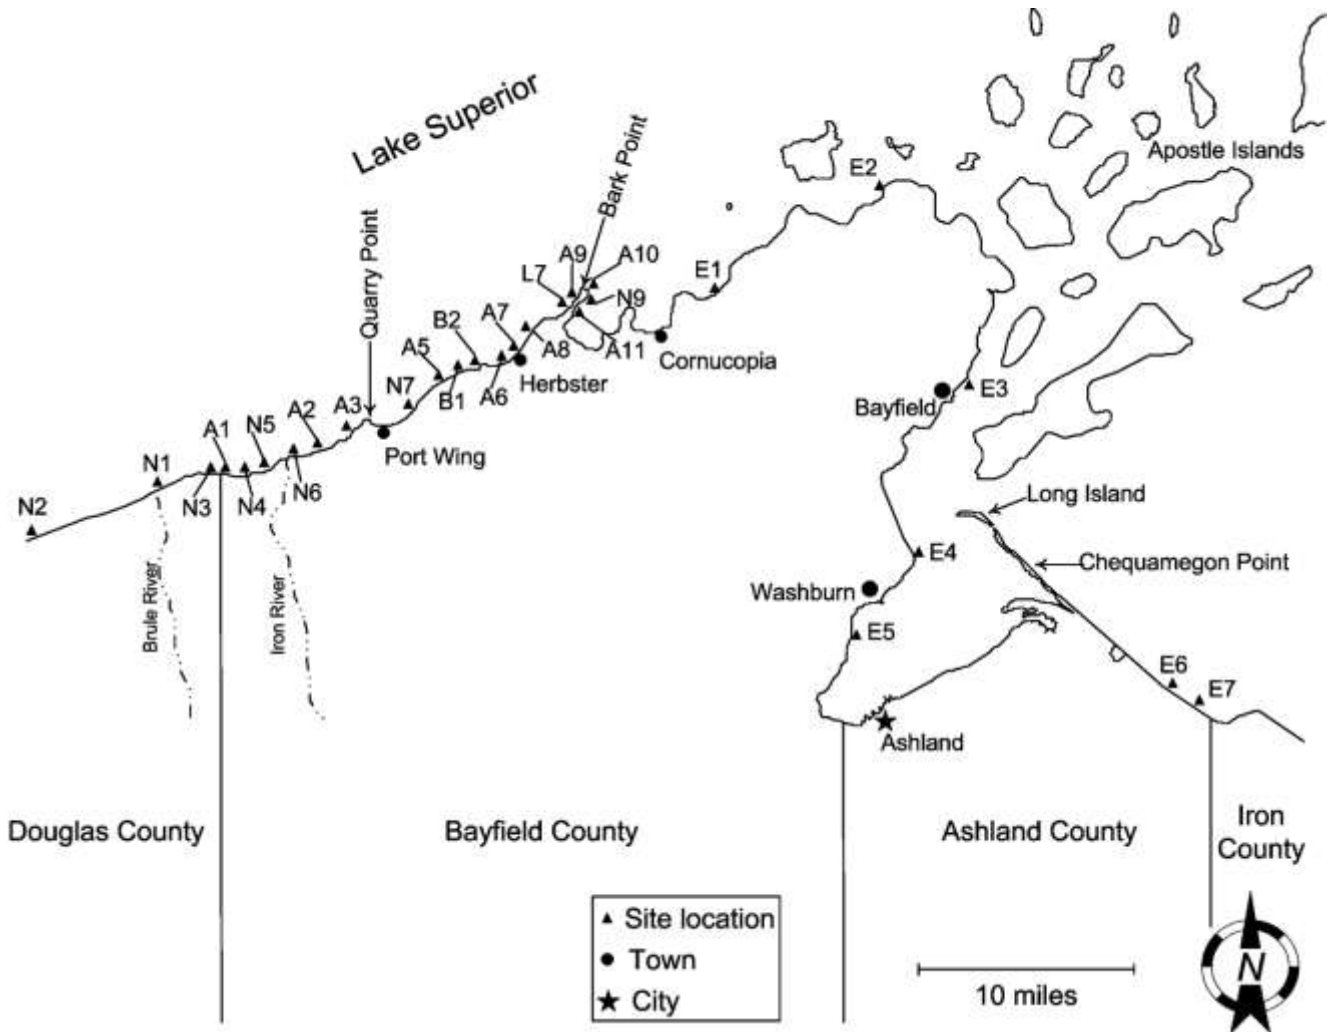 Lake Superior
Bark Point
Quarry Point
Apostle Islands
E2
A9
A10
L7
E1
N9
B2
A7
A8
A11
Cornucopia
A5
Herbster
N7
B1
A6
E3
Bayfield
A2
A3
N5
A1
Port Wing
N1
N6
N3
N4
N2
Long Island
E4
Chequamegon Point
Washburn
Brule River
Iron River
E5
E6
E7
Ashland
Douglas County
Bayfield County
Ashland County
Iron
County
Site location
Town
City
10 miles
N